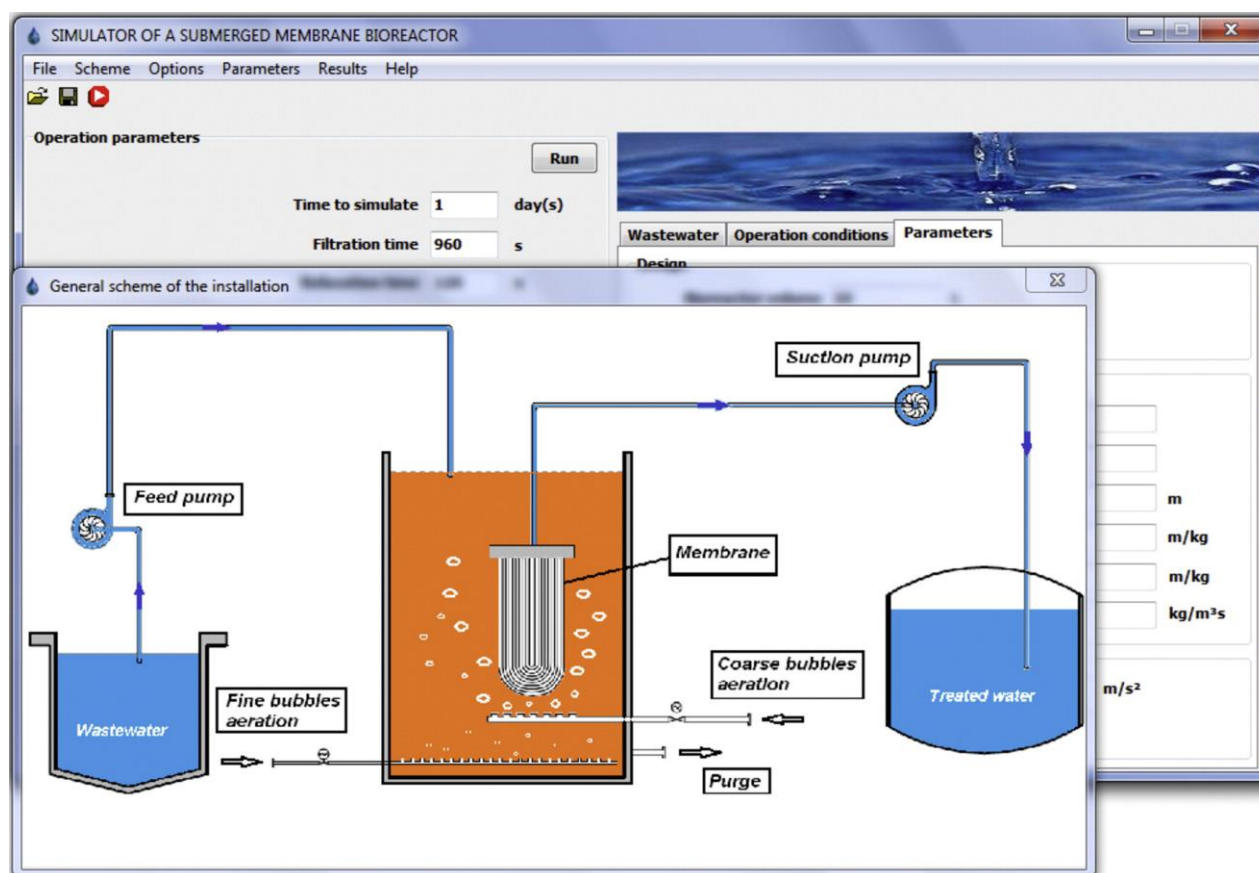 SIMULATOR OF A SUBMERGED MEMBRANE BIOREACTOR
File Scheme Options Parameters Results Help
Operation parameters
Run
Time to simulate 1 day(s)
Filtration time 960 s
Wastewater Operation conditions Parameters
Design
General scheme of the installation
Suction pump
Feed pump
Membrane
m
m/kg
m/kg
kg/m³s
Coarse bubbles
aeration
Fine bubbles
aeration
m/s²
Treated water
Wastewater
Purge